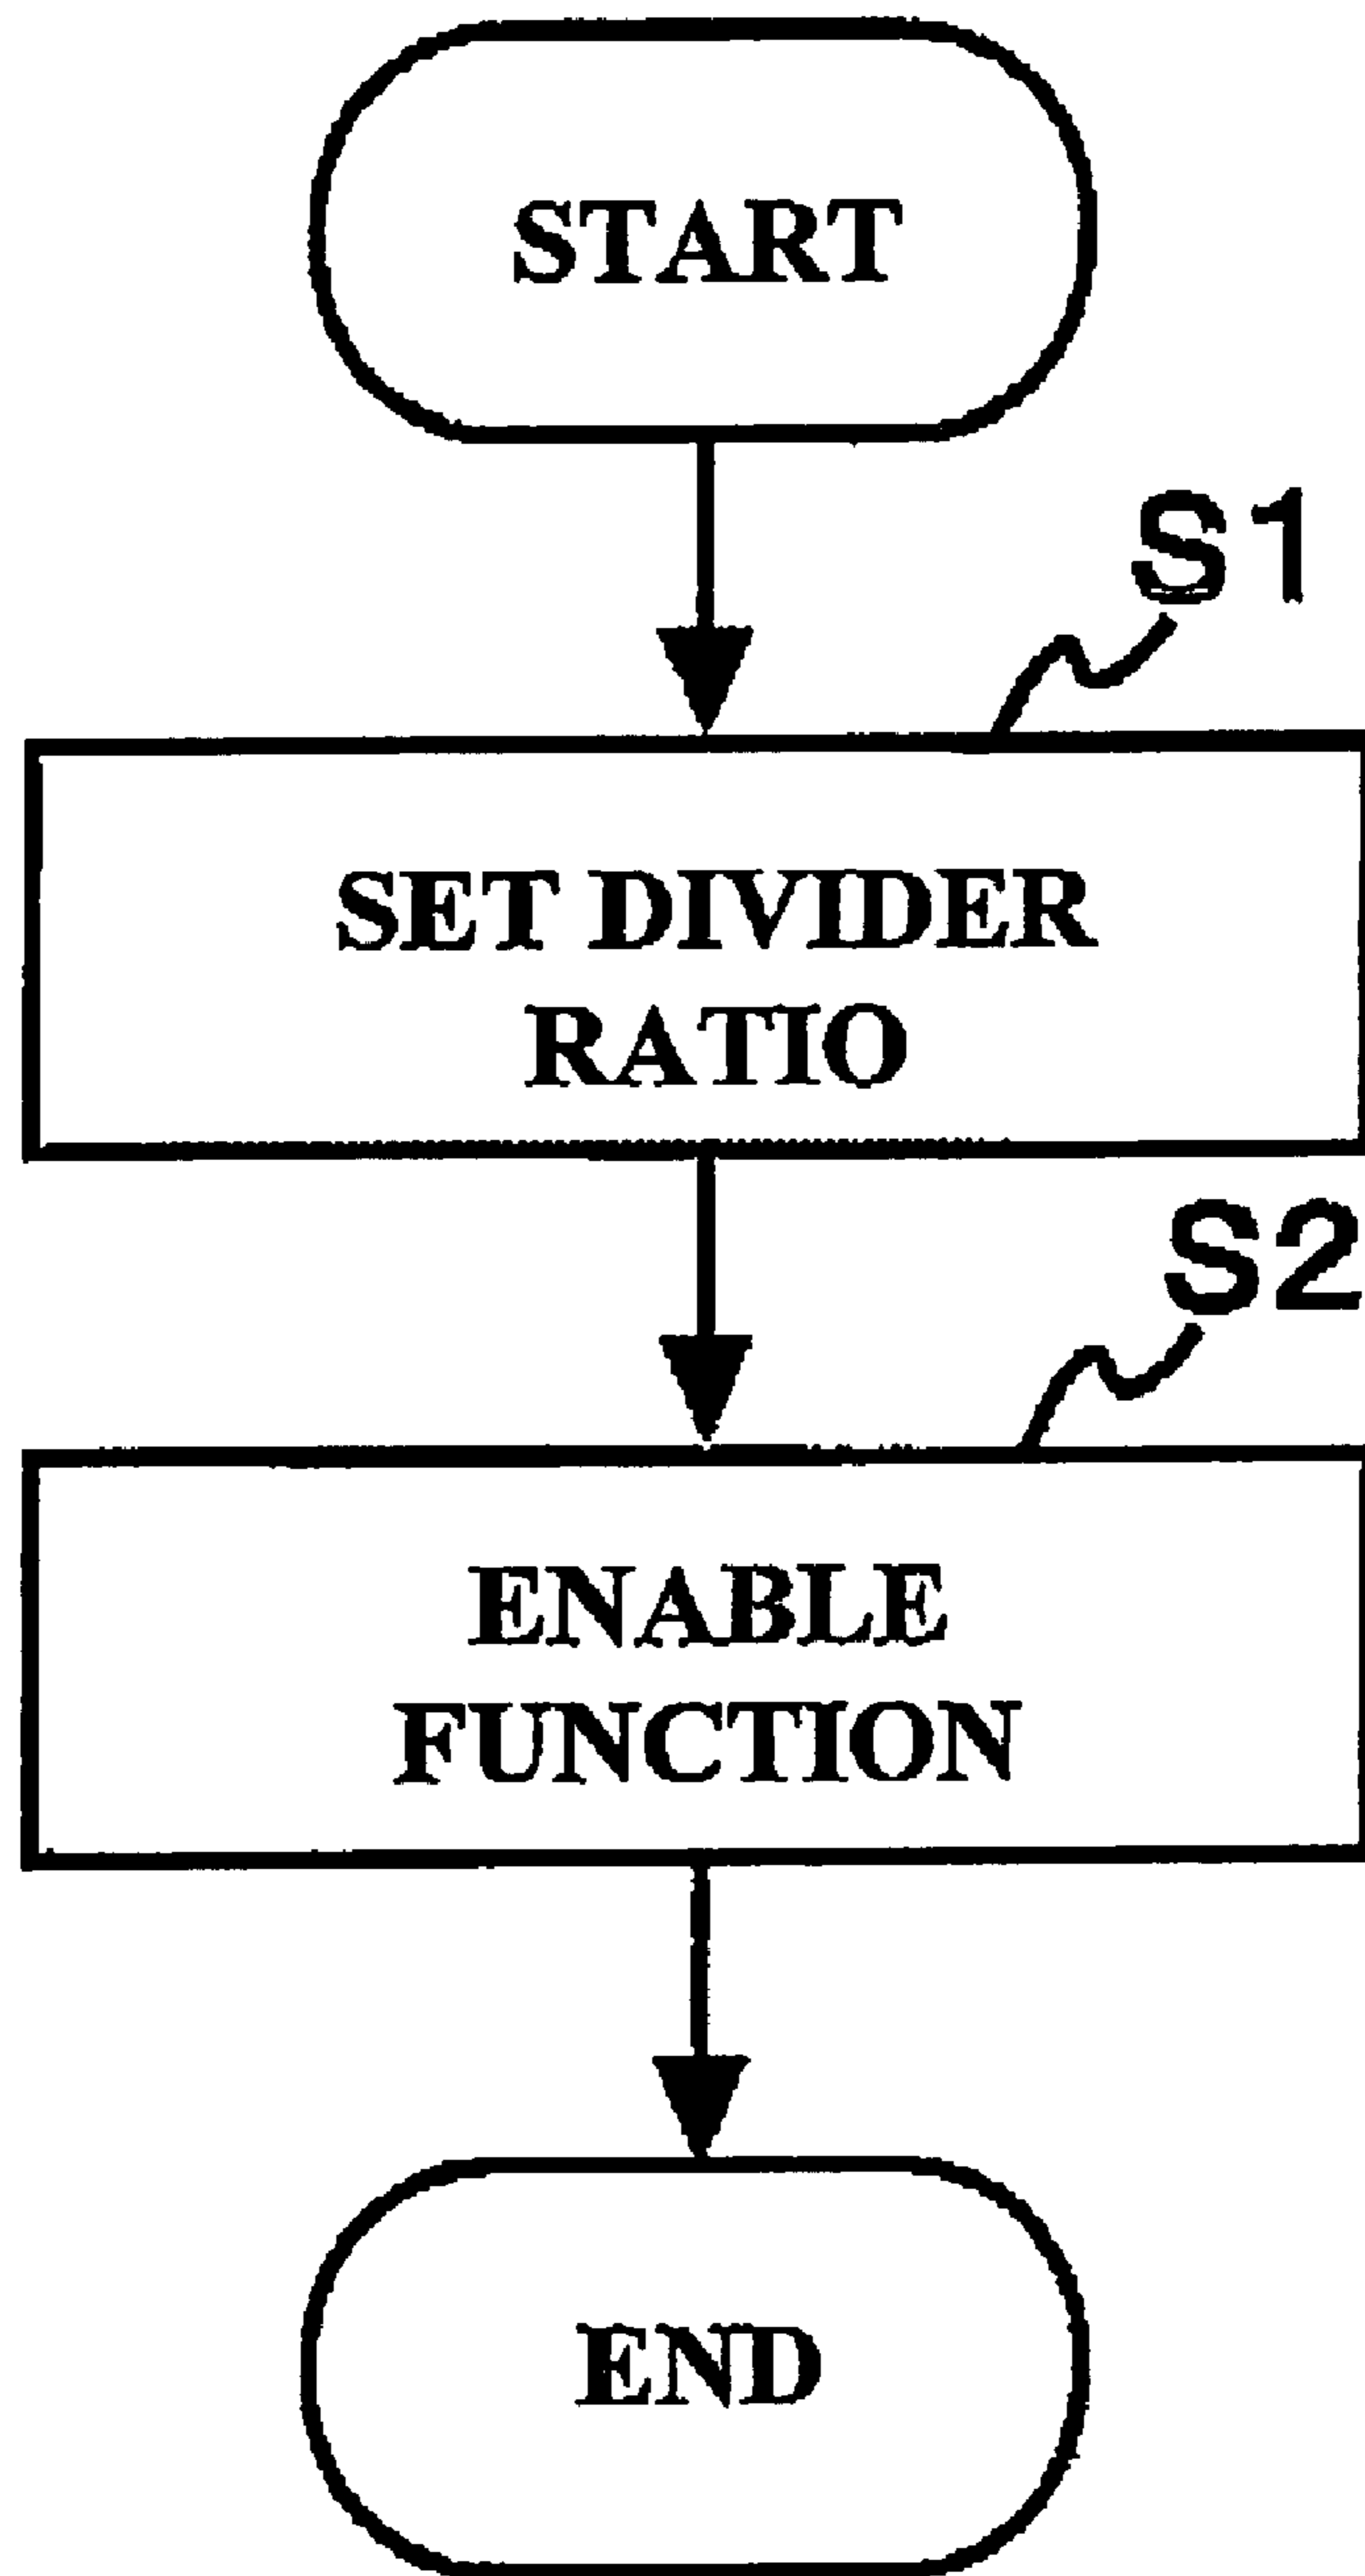 START
S1
SET DIVIDER
RATIO
S2
ENABLE
FUNCTION
END